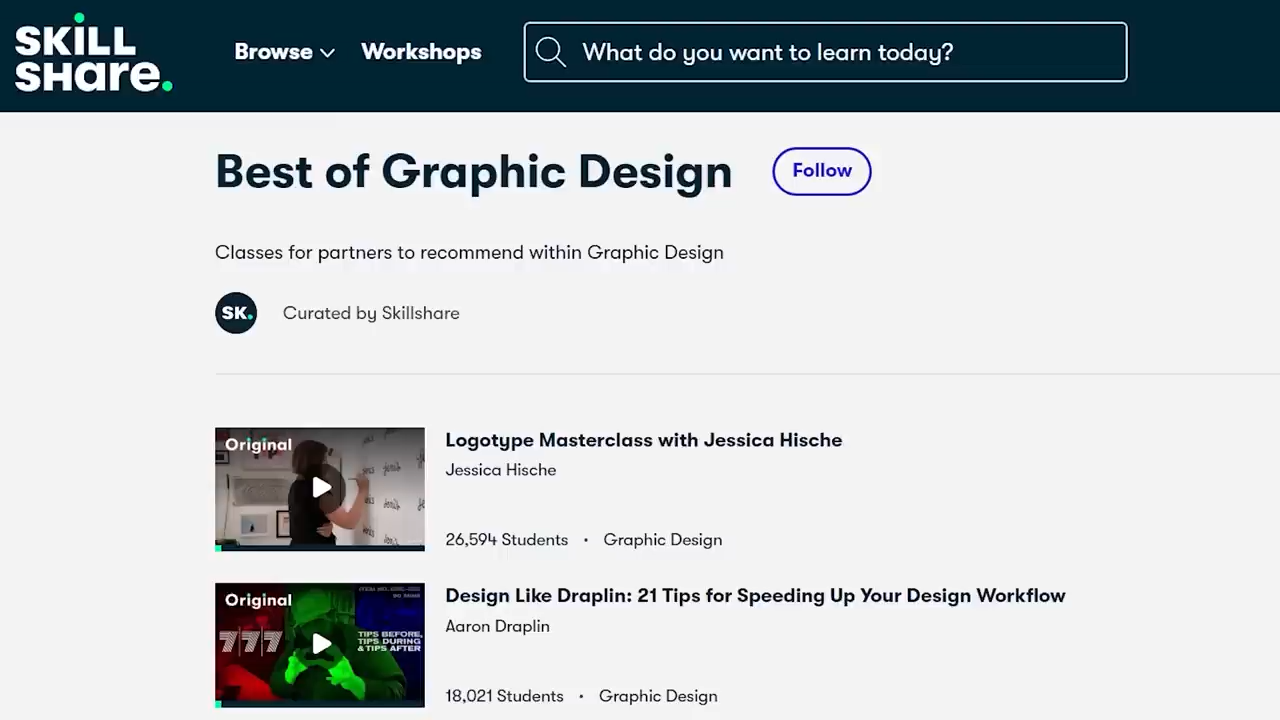 SKILL
SHare.
Browse
Workshops
What do you want to learn today?
Best of Graphic Design
Follow
Classes for partners to recommend within Graphic Design
SK.
Curated by Skillshare
Original
Logotype Masterclass with Jessica Hische
Jessica Hische
26,594 Students · Graphic Design
Original
777
TIPS BEFORE,
TIPS DURING
& TIPS AFTER
Design Like Draplin: 21 Tips for Speeding Up Your Design Workflow
Aaron Draplin
18,021 Students · Graphic Design